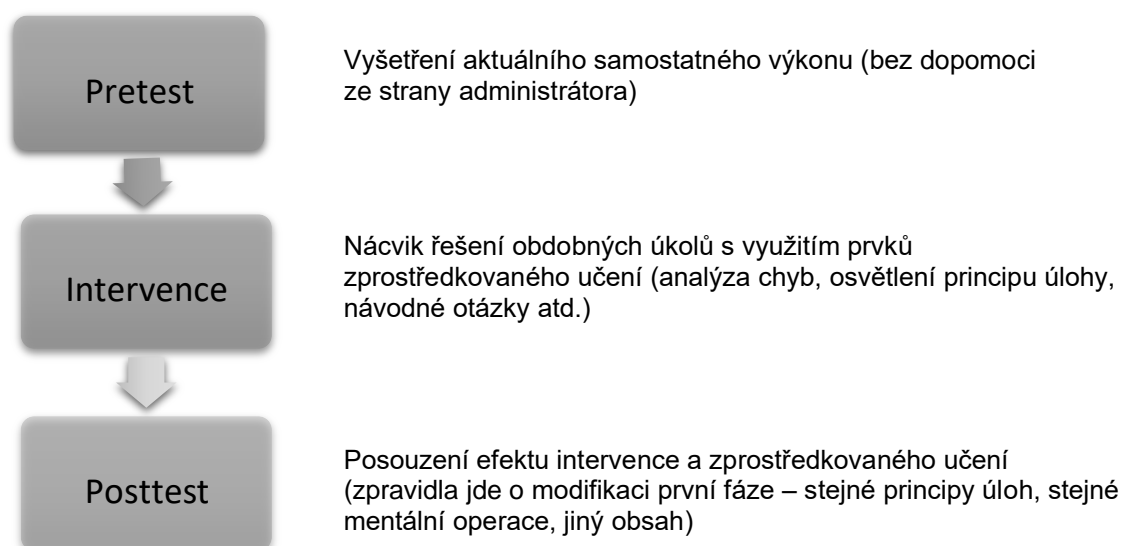 Pretest
Vyšetření aktuálního samostatného výkonu (bez dopomoci
ze strany administrátora)
Intervence
Nácvik řešení obdobných úkolů s využitím prvků
zprostředkovaného učení (analýza chyb, osvětlení principu úlohy,
návodné otázky atd.)
Posttest
Posouzení efektu intervence a zprostředkovaného učení
(zpravidla jde o modifikaci první fáze – stejné principy úloh, stejné
mentální operace, jiný obsah)